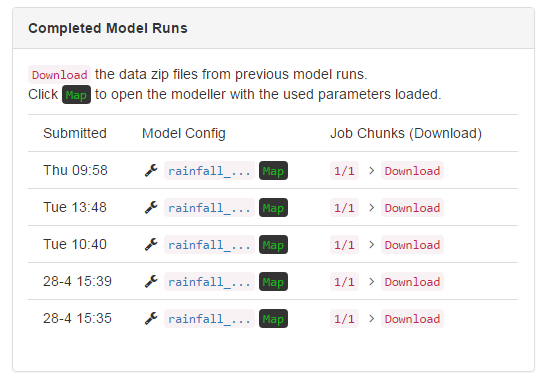 Completed Model Runs
Download the data zip files from previous model runs.
Click Map to open the modeller with the used parameters loaded.
Submitted Model Config Job Chunks (Download)
Thu 09:58 rainfall_... Map 1/1 > Download
Tue 13:48 rainfall_... Map 1/1 > Download
Tue 10:40 rainfall_... Map 1/1 > Download
28-4 15:39 rainfall_... Map 1/1 > Download
28-4 15:35 rainfall_... Map 1/1 > Download